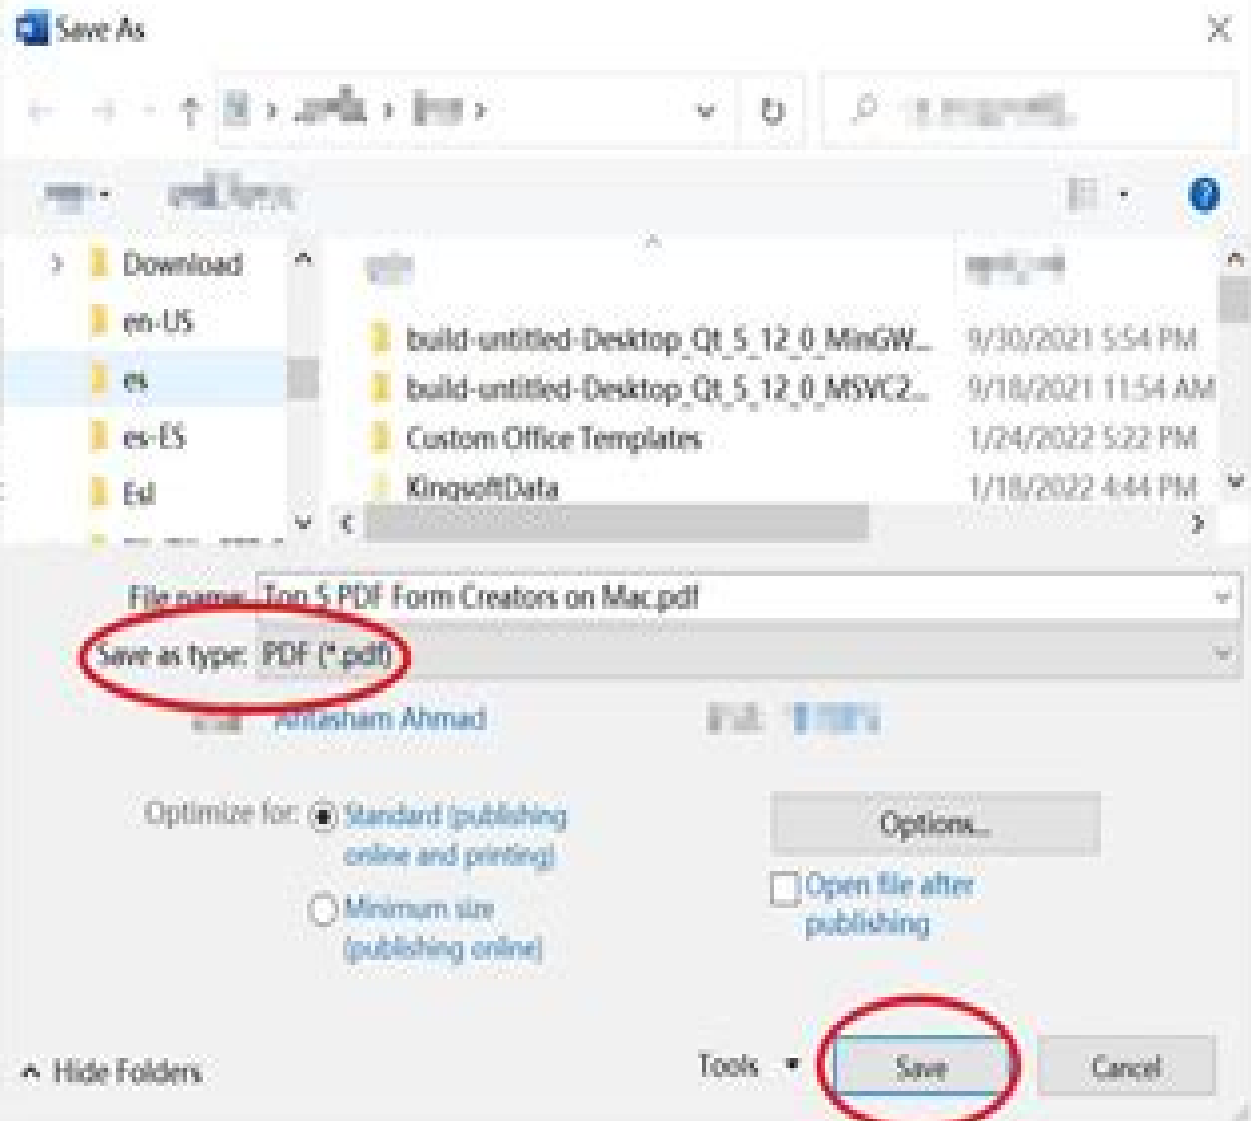 Save As
Download
en-US
es
es-ES
Esl
build-untitled-Desktop_Qt_5_12_0_MinGW...
9/30/2021 5:54 PM
build-untitled-Desktop_Qt_5_12_0_MSVC2...
9/18/2021 11:54 AM
Custom Office Templates
1/24/2022 5:22 PM
KingsoftData
1/18/2022 4:44 PM
File name: Top 5 PDF Form Creators on Mac.pdf
Save as type: PDF (*.pdf)
Ahtasham Ahmad
Optimize for: Standard (publishing
online and printing)
Minimum size
(publishing online)
Options...
Open file after
publishing
Hide Folders
Tools
Save
Cancel